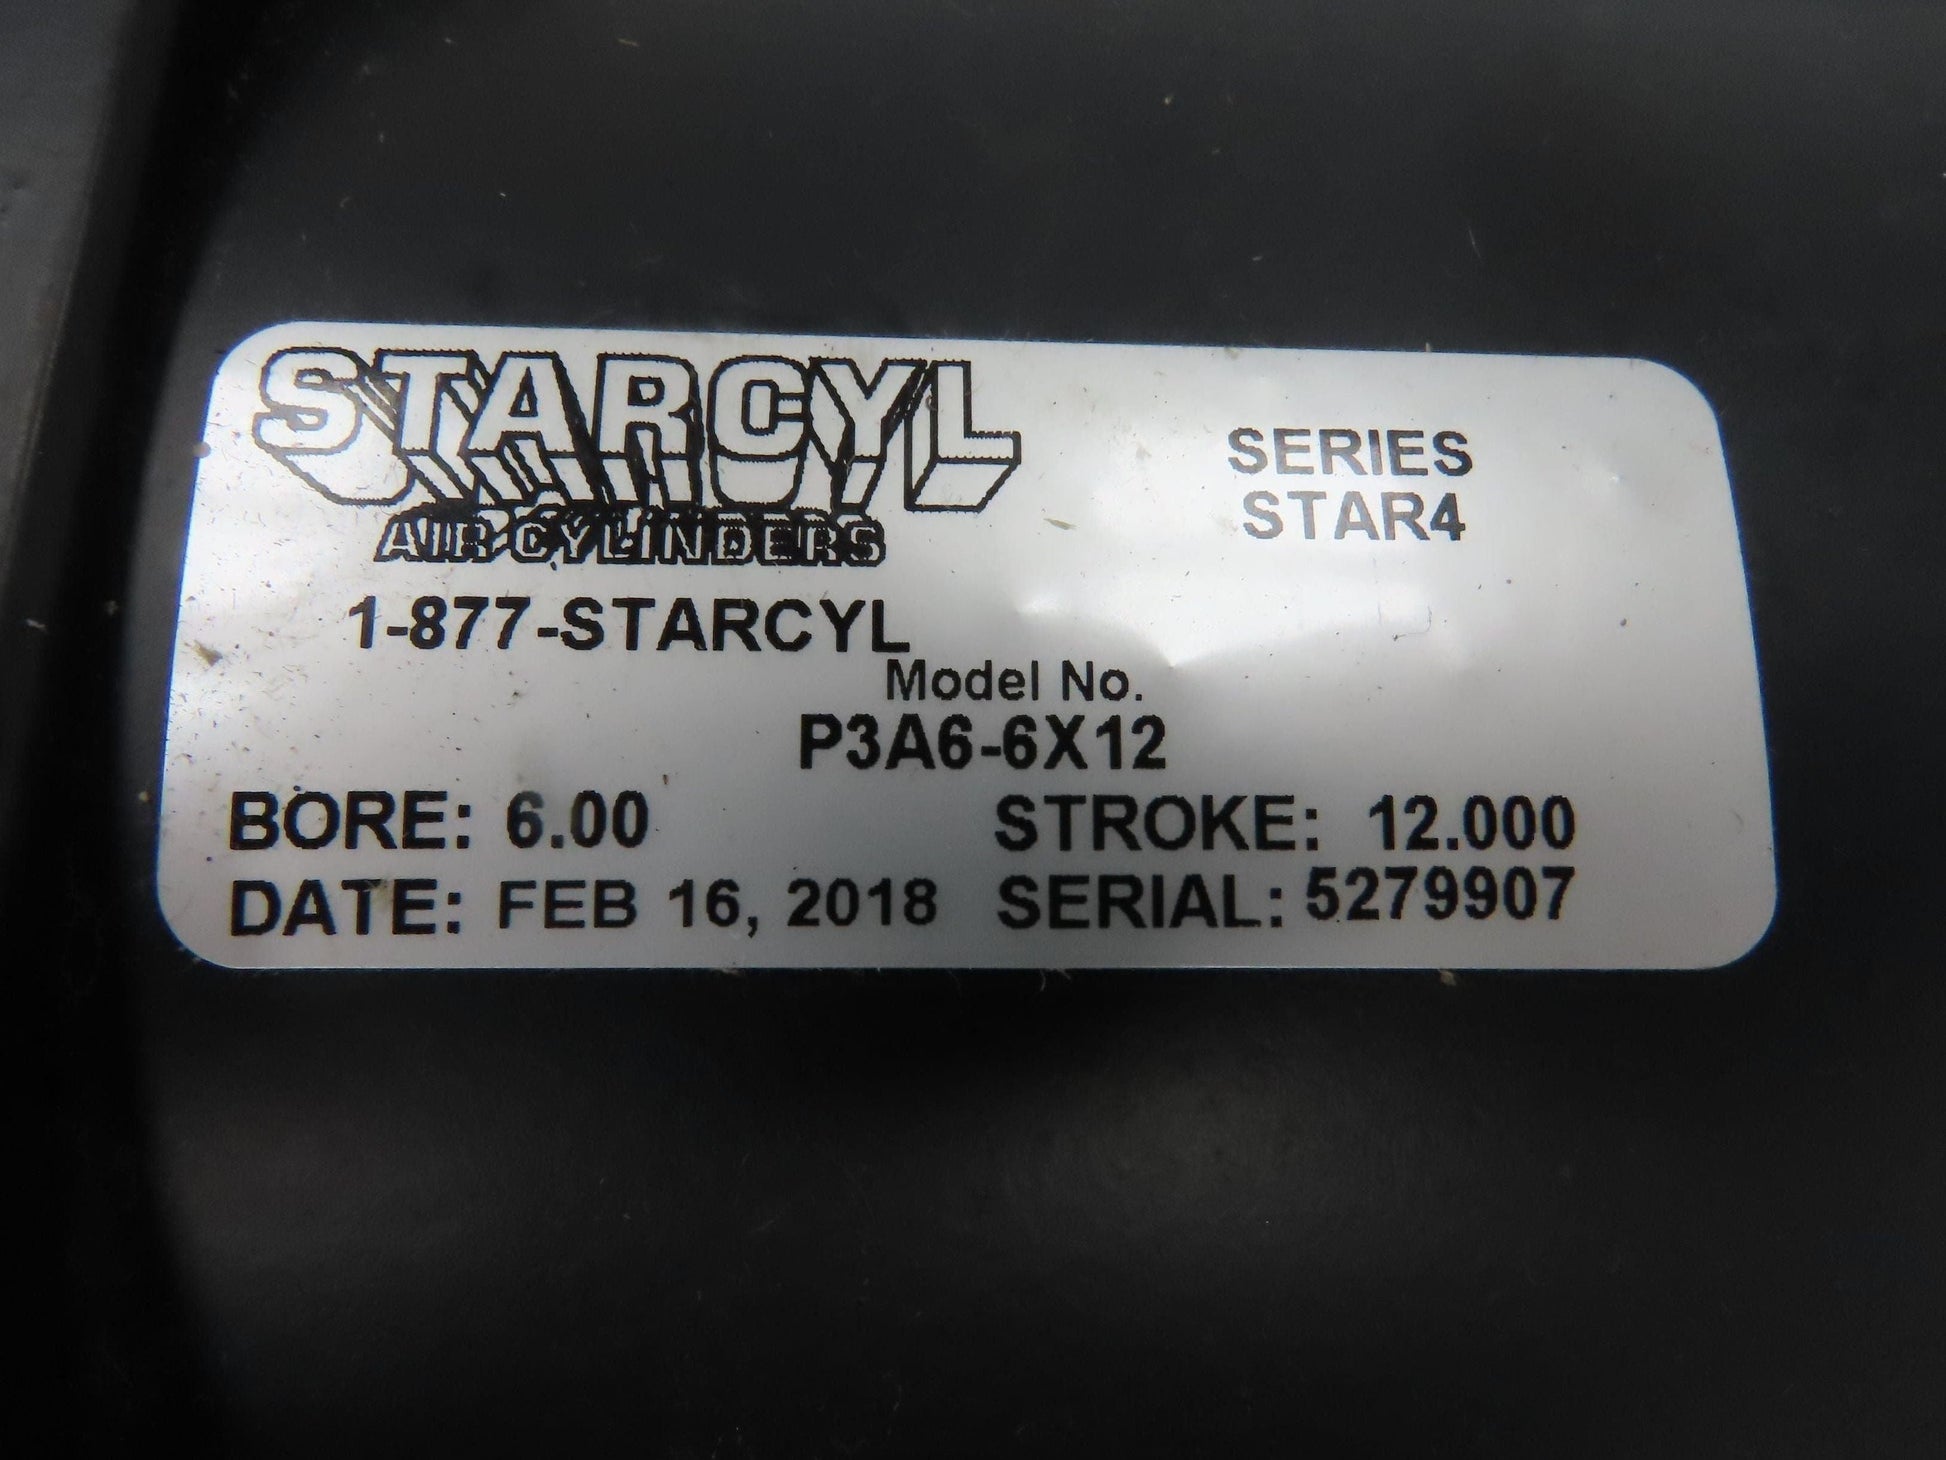 STARCYL
AIR CYLINDERS
1-877-STARCYL
SERIES
STAR4
Model No.
P3A6-6X12
BORE: 6.00 STROKE: 12.000
DATE: FEB 16, 2018 SERIAL: 5279907